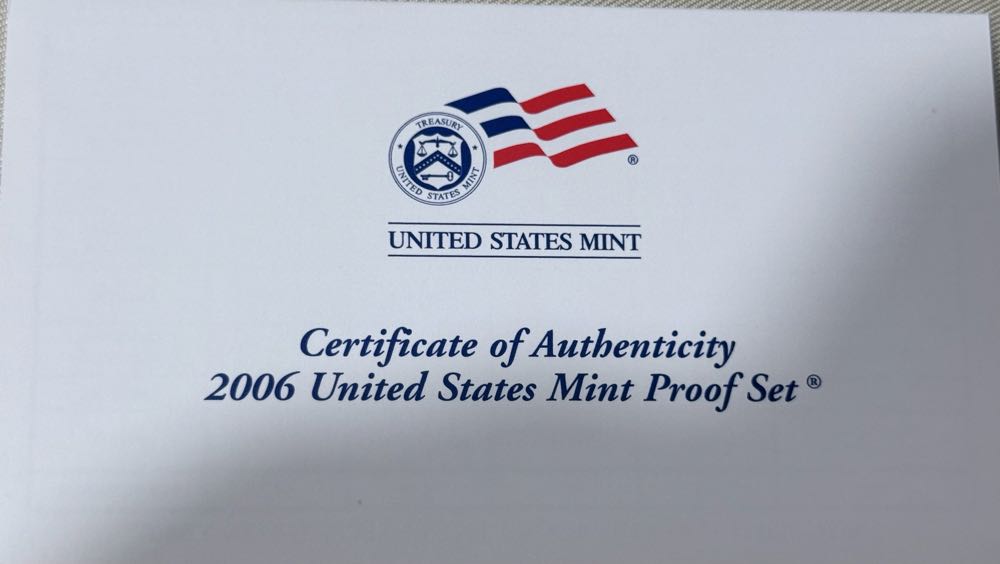 TREASURY
UNITED STATES MINT
®
UNITED STATES MINT
Certificate of Authenticity
2006 United States Mint Proof Set ®